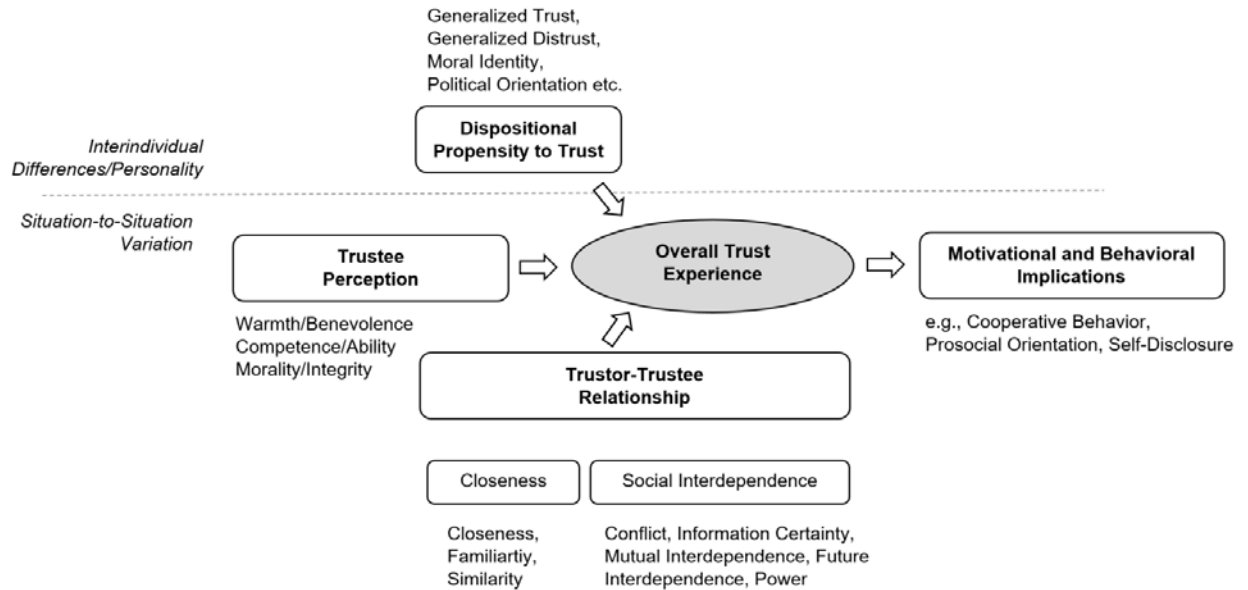 Generalized Trust,
Generalized Distrust,
Moral Identity,
Political Orientation etc.
Dispositional
Propensity to Trust
Interindividual
Differences/Personality
Situation-to-Situation
Variation
Trustee
Perception
Overall Trust
Experience
Motivational and Behavioral
Implications
Warmth/Benevolence
Competence/Ability
Morality/Integrity
e.g., Cooperative Behavior,
Prosocial Orientation, Self-Disclosure
Trustor-Trustee
Relationship
Closeness
Social Interdependence
Closeness,
Familiartiy,
Similarity
Conflict, Information Certainty,
Mutual Interdependence, Future
Interdependence, Power